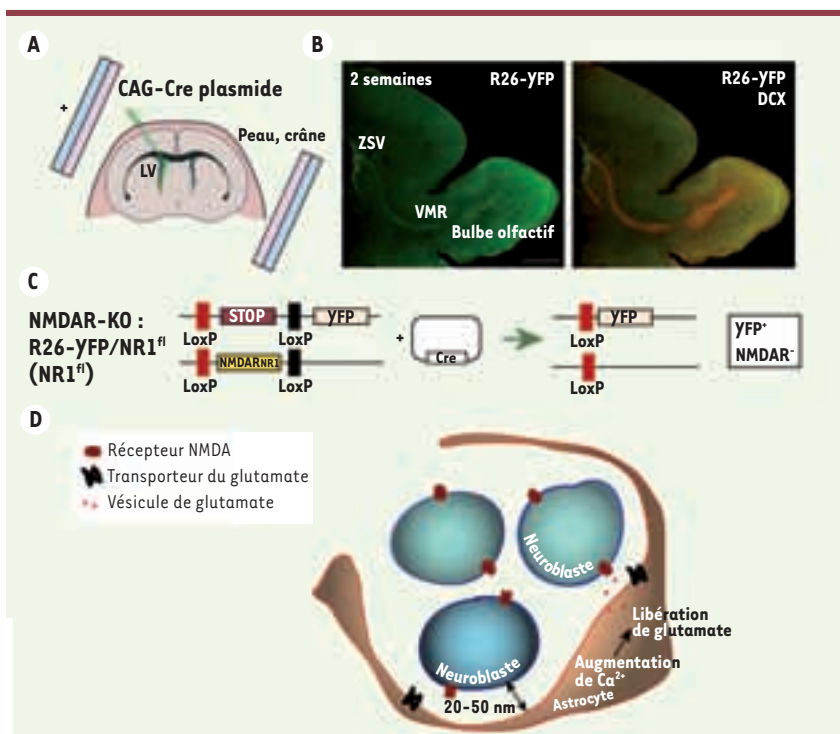 A
CAG-Cre plasmide
+
Peau, crâne
LV
B
2 semaines
R26-YFP
ZSV
VMR
Bulbe olfactif
R26-YFP
DCX
C
NMDAR-KO :
R26-YFP/NR1fl
(NR1fl)
STOP
YFP
LoxP
LoxP
NMDARNR1
LoxP
LoxP
+
Cre
YFP
LoxP
LoxP
YFP+
NMDAR-
D
Récepteur NMDA
Transporteur du glutamate
Vésicule de glutamate
Neuroblaste
Neuroblaste
Libération
de glutamate
Augmentation
de Ca2+
Astrocyte
20-50 nm